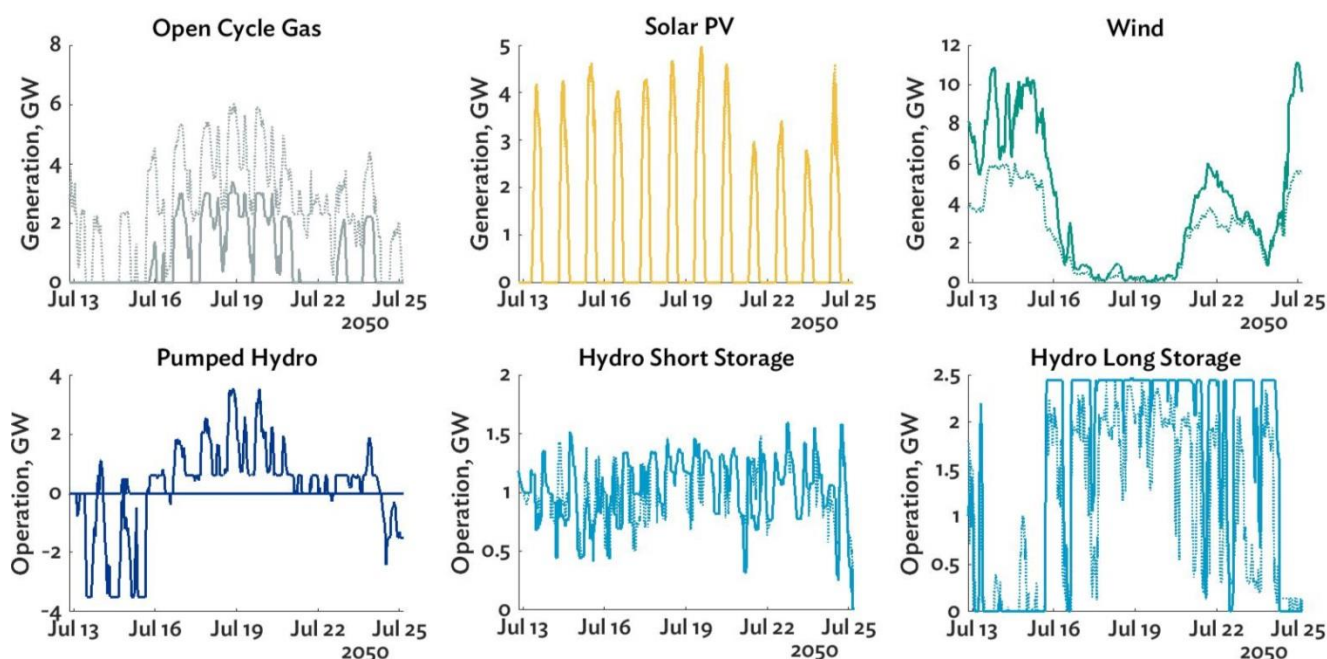 Open Cycle Gas
Generation, GW
8
6
4
2
0
Jul 13 Jul 16 Jul 19 Jul 22 Jul 25
2050
Solar PV
Generation, GW
5
4
3
2
1
0
Jul 13 Jul 16 Jul 19 Jul 22 Jul 25
2050
Wind
Generation, GW
12
10
8
6
4
2
0
Jul 13 Jul 16 Jul 19 Jul 22 Jul 25
2050
Pumped Hydro
Operation, GW
4
2
0
-2
-4
Jul 13 Jul 16 Jul 19 Jul 22 Jul 25
2050
Hydro Short Storage
Operation, GW
2
1.5
1
0.5
0
Jul 13 Jul 16 Jul 19 Jul 22 Jul 25
2050
Hydro Long Storage
Operation, GW
2.5
2
1.5
1
0.5
0
Jul 13 Jul 16 Jul 19 Jul 22 Jul 25
2050